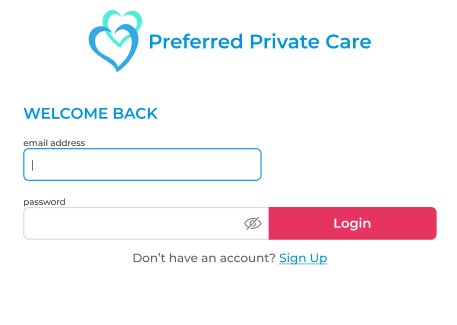 Preferred Private Care
WELCOME BACK
email address
password
Login
Don't have an account? Sign Up